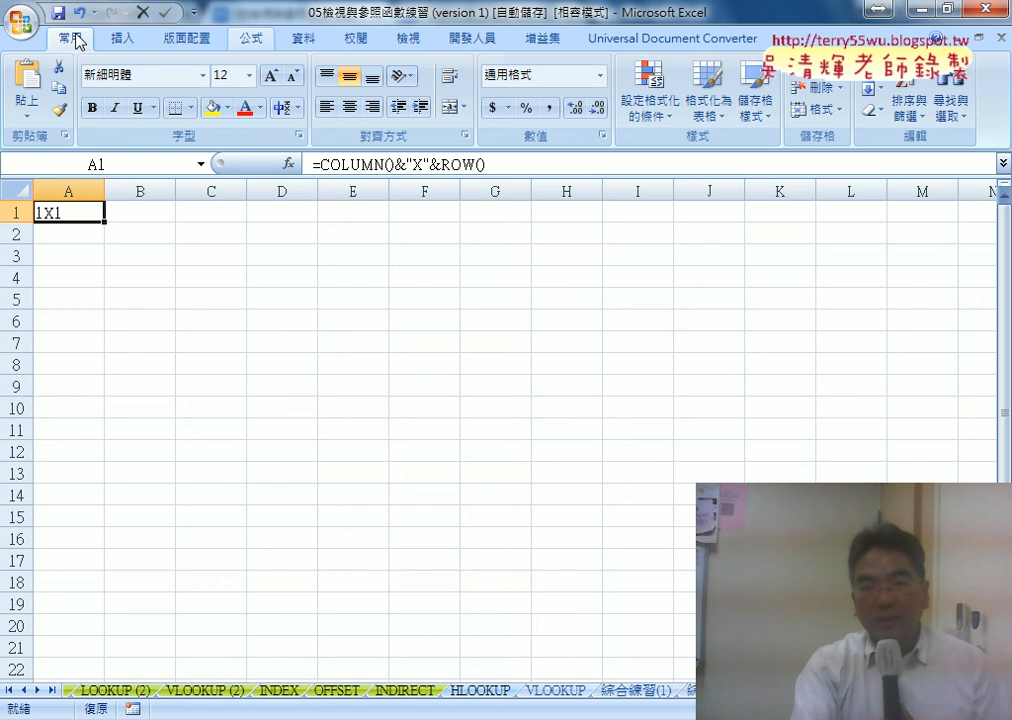 05檢視與參照函數練習 (version 1) [自動儲存] [相容模式] - Microsoft Excel
常用 插入 版面配置 公式 資料 校閱 檢視 開發人員 增益集 Universal Document Converter
http://terry55wu.blogspot.tw
吳清輝老師錄製
貼上 新細明體 12 通用格式 設定格式化的條件 格式化為表格 儲存格樣式 刪除 格式 排序與篩選 尋找與選取
剪貼簿 字型 對齊方式 數值 樣式 儲存格 編輯
A1 fx =COLUMN()&"X"&ROW()
A B C D E F G H I J K L M N
1 1X1
2
3
4
5
6
7
8
9
10
11
12
13
14
15
16
17
18
19
20
21
22
LOOKUP (2) VLOOKUP (2) INDEX OFFSET INDIRECT HLOOKUP VLOOKUP 綜合練習(1)
就緒 復原